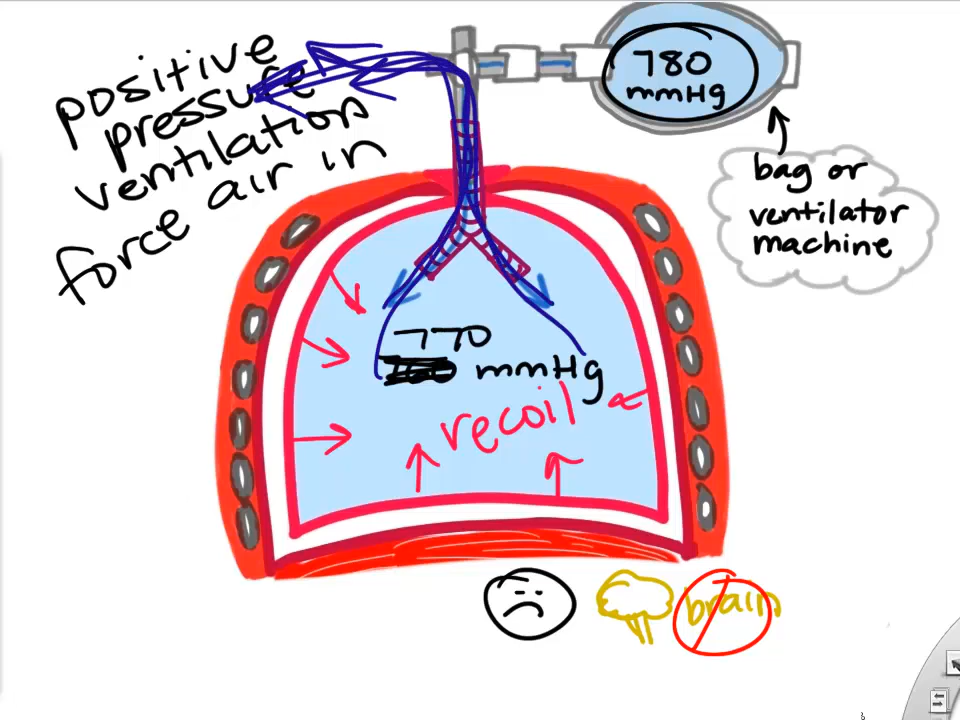 positive
pressure
ventilation
force air in
780
mmHg
bag or
ventilator
machine
770
mmHg
recoil
brain